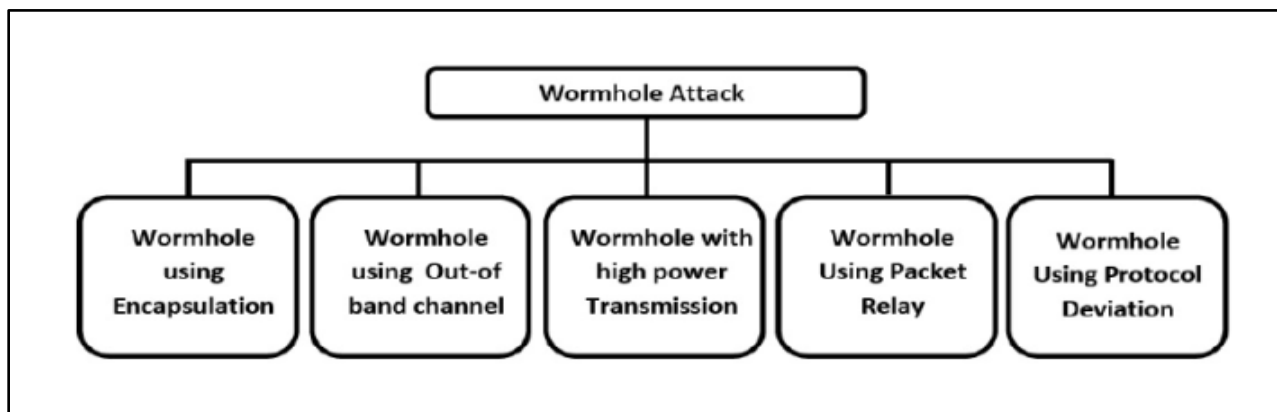 Wormhole Attack
Wormhole
using
Encapsulation
Wormhole
using Out-of
band channel
Wormhole with
high power
Transmission
Wormhole
Using Packet
Relay
Wormhole
Using Protocol
Deviation